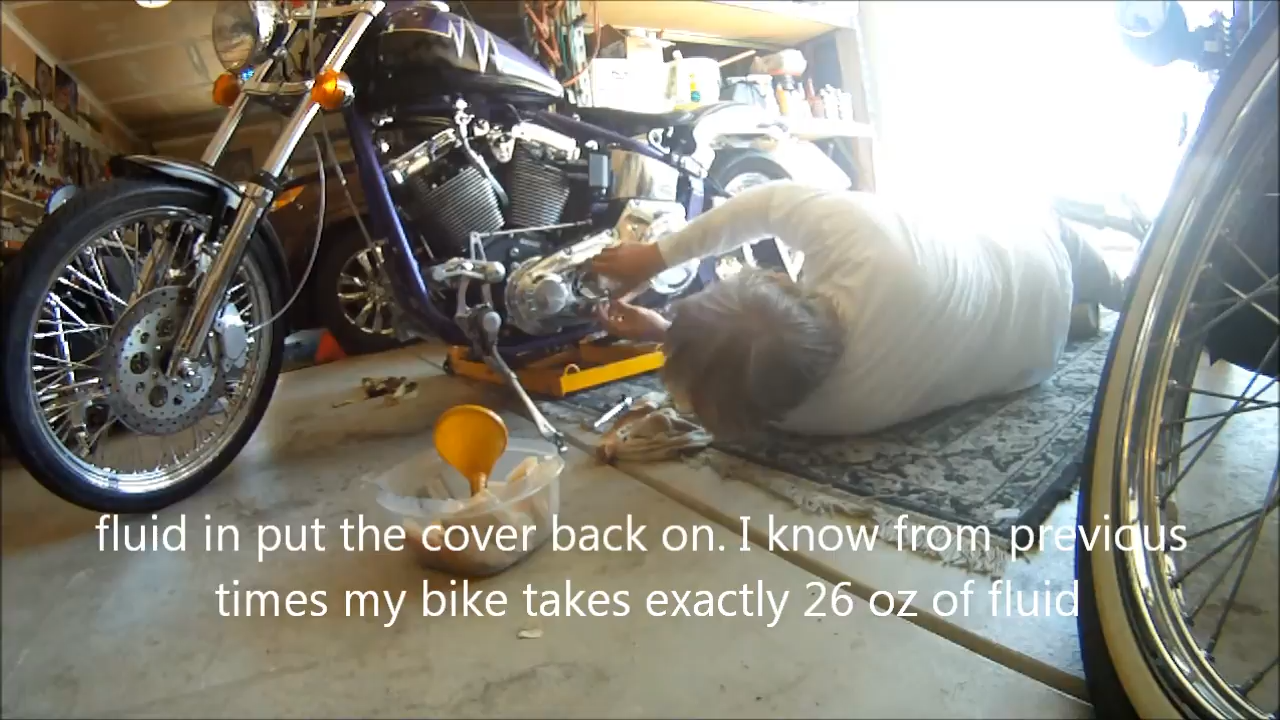 fluid in put the cover back on. I know from previous
times my bike takes exactly 26 oz of fluid